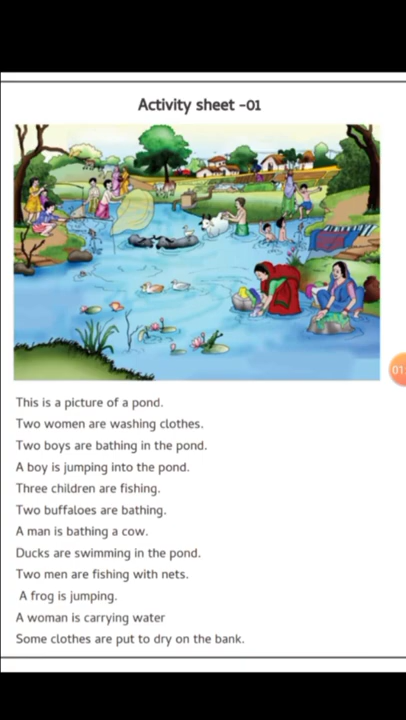 Activity sheet -01
01
This is a picture of a pond.
Two women are washing clothes.
Two boys are bathing in the pond.
A boy is jumping into the pond.
Three children are fishing.
Two buffaloes are bathing.
A man is bathing a cow.
Ducks are swimming in the pond.
Two men are fishing with nets.
A frog is jumping.
A woman is carrying water
Some clothes are put to dry on the bank.